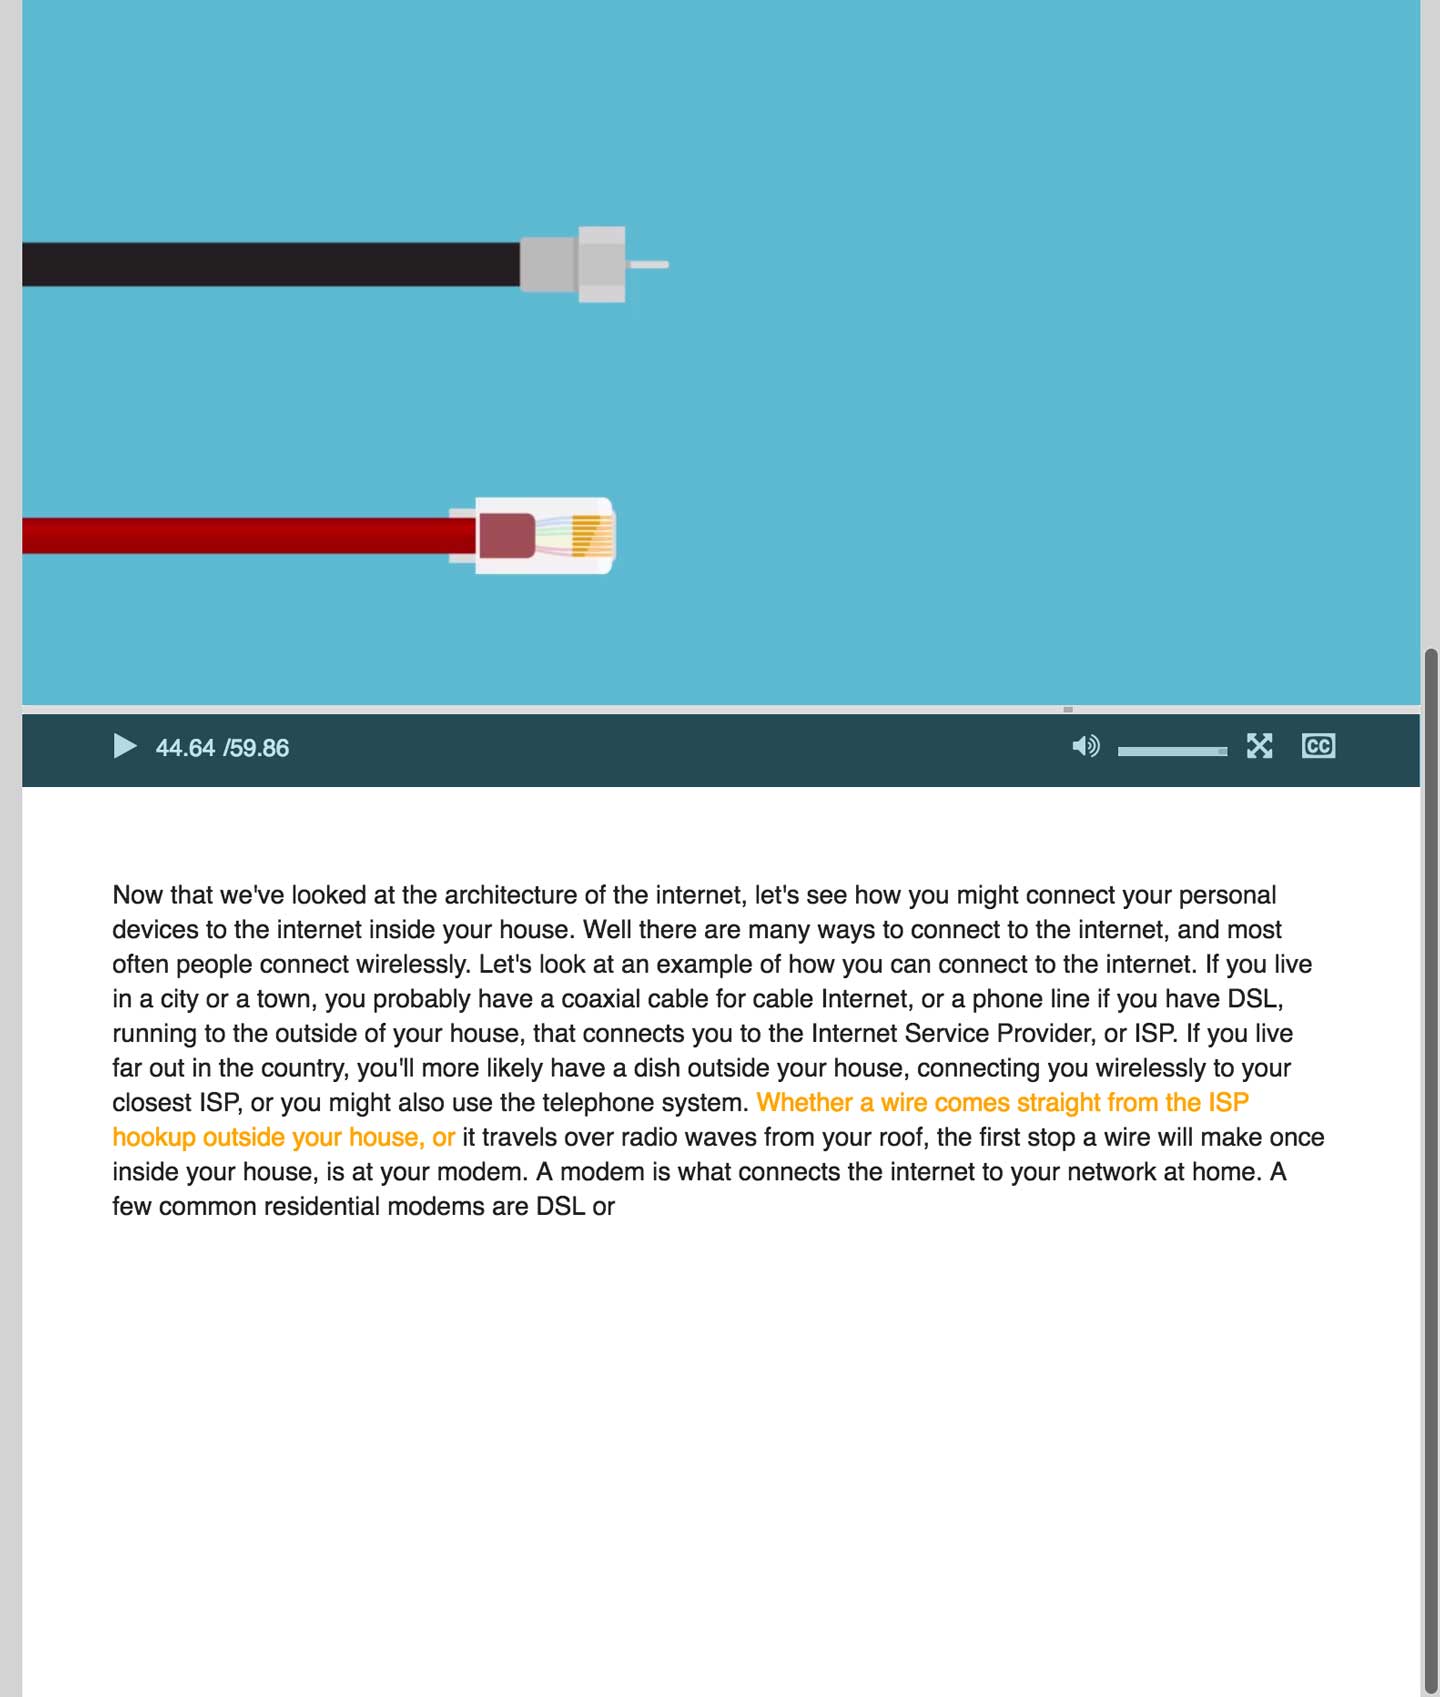 44.64 /59.86
CC
Now that we've looked at the architecture of the internet, let's see how you might connect your personal
devices to the internet inside your house. Well there are many ways to connect to the internet, and most
often people connect wirelessly. Let's look at an example of how you can connect to the internet. If you live
in a city or a town, you probably have a coaxial cable for cable Internet, or a phone line if you have DSL,
running to the outside of your house, that connects you to the Internet Service Provider, or ISP. If you live
far out in the country, you'll more likely have a dish outside your house, connecting you wirelessly to your
closest ISP, or you might also use the telephone system. Whether a wire comes straight from the ISP
hookup outside your house, or it travels over radio waves from your roof, the first stop a wire will make once
inside your house, is at your modem. A modem is what connects the internet to your network at home. A
few common residential modems are DSL or